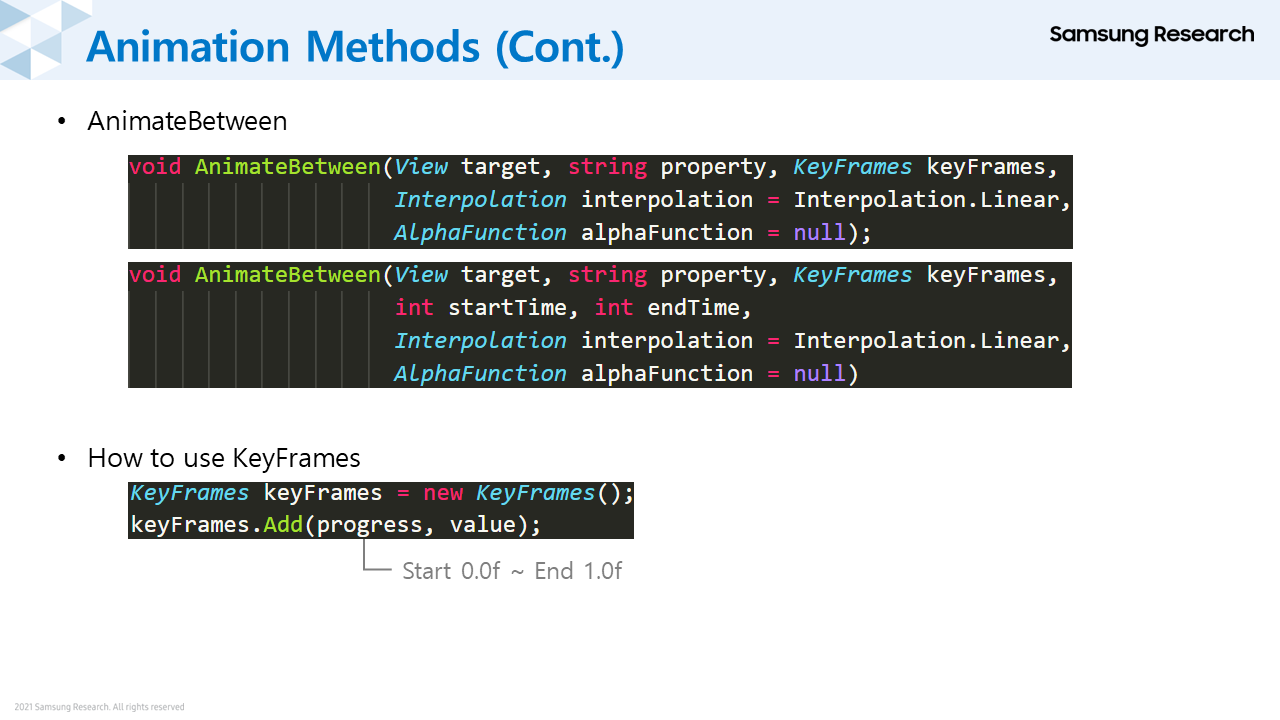 Animation Methods (Cont.)
Samsung Research
• AnimateBetween
void AnimateBetween(View target, string property, KeyFrames keyFrames,
Interpolation interpolation = Interpolation.Linear,
AlphaFunction alphaFunction = null);
void AnimateBetween(View target, string property, KeyFrames keyFrames,
int startTime, int endTime,
Interpolation interpolation = Interpolation.Linear,
AlphaFunction alphaFunction = null)
• How to use KeyFrames
KeyFrames keyFrames = new KeyFrames();
keyFrames.Add(progress, value);
Start 0.0f ~ End 1.0f
2021 Samsung Research. All rights reserved